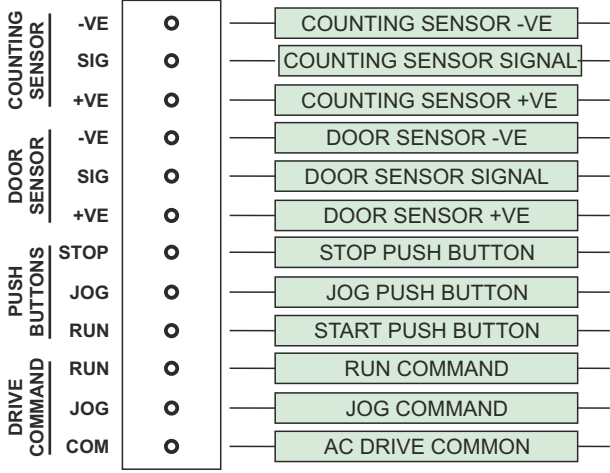 COUNTING
SENSOR
-VE COUNTING SENSOR -VE
SIG COUNTING SENSOR SIGNAL
+VE COUNTING SENSOR +VE
DOOR
SENSOR
-VE DOOR SENSOR -VE
SIG DOOR SENSOR SIGNAL
+VE DOOR SENSOR +VE
PUSH
BUTTONS
STOP STOP PUSH BUTTON
JOG JOG PUSH BUTTON
RUN START PUSH BUTTON
DRIVE
COMMAND
RUN RUN COMMAND
JOG JOG COMMAND
COM AC DRIVE COMMON